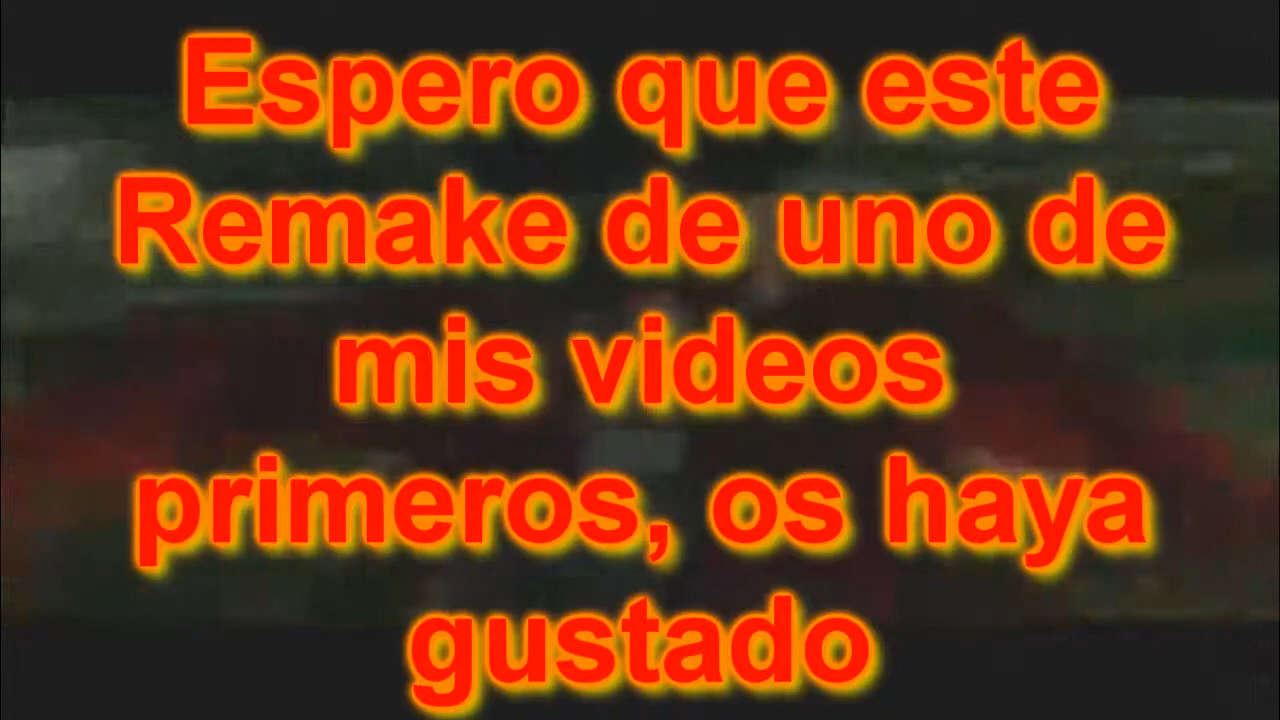 Espero que este
Remake de uno de
mis videos
primeros, os haya
gustado